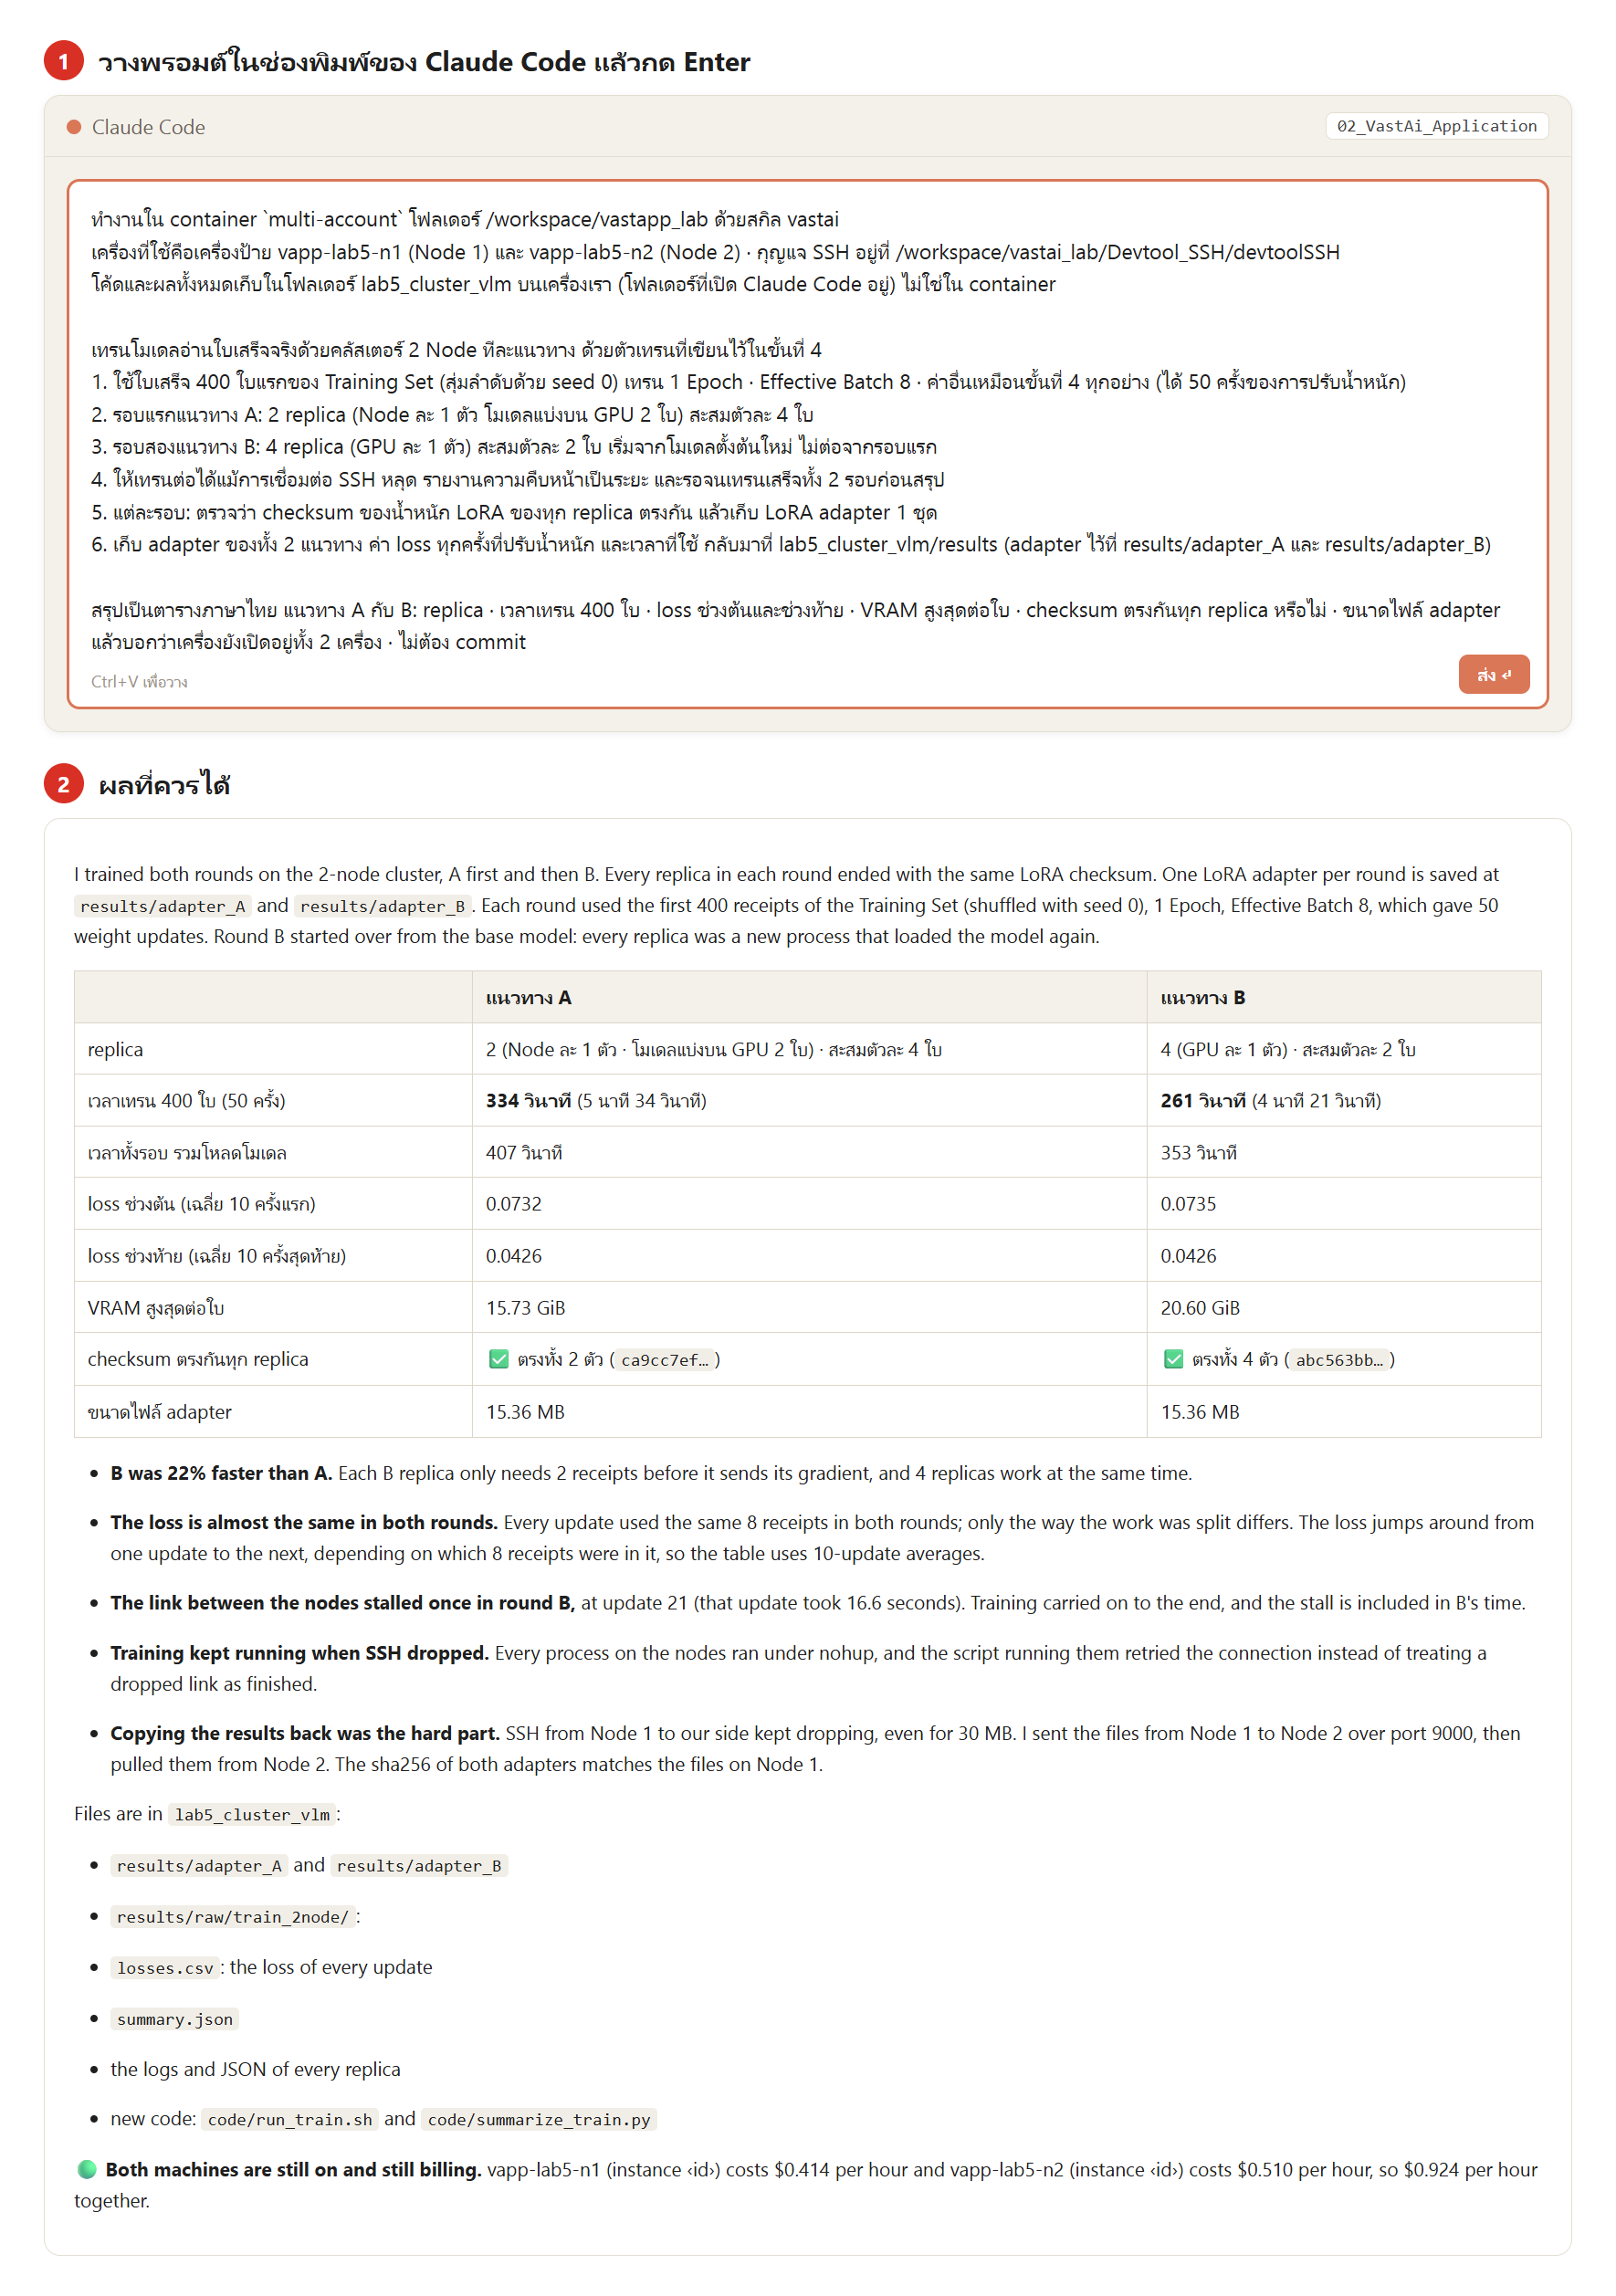 1 วางพรอมต์ในช่องพิมพ์ของ Claude Code แล้วกด Enter
Claude Code
02_VastAi_Application
ทำงานใน container `multi-account` โฟลเดอร์ /workspace/vastapp_lab ด้วยสกิล vastai
เครื่องที่ใช้คือเครื่องป้าย vapp-lab5-n1 (Node 1) และ vapp-lab5-n2 (Node 2) · กุญแจ SSH อยู่ที่ /workspace/vastai_lab/Devtool_SSH/devtoolSSH
โค้ดและผลทั้งหมดเก็บในโฟลเดอร์ lab5_cluster_vlm บนเครื่องเรา (โฟลเดอร์ที่เปิด Claude Code อยู่) ไม่ใช่ใน container
เทรนโมเดลอ่านใบเสร็จจริงด้วยคลัสเตอร์ 2 Node ทีละแนวทาง ด้วยตัวเทรนที่เขียนไว้ในขั้นที่ 4
1. ใช้ใบเสร็จ 400 ใบแรกของ Training Set (สุ่มลำดับด้วย seed 0) เทรน 1 Epoch · Effective Batch 8 · ค่าอื่นเหมือนขั้นที่ 4 ทุกอย่าง (ได้ 50 ครั้งของการปรับน้ำหนัก)
2. รอบแรกแนวทาง A: 2 replica (Node ละ 1 ตัว โมเดลแบ่งบน GPU 2 ใบ) สะสมตัวละ 4 ใบ
3. รอบสองแนวทาง B: 4 replica (GPU ละ 1 ตัว) สะสมตัวละ 2 ใบ เริ่มจากโมเดลตั้งต้นใหม่ ไม่ต่อจากรอบแรก
4. ให้เทรนต่อได้แม้การเชื่อมต่อ SSH หลุด รายงานความคืบหน้าเป็นระยะ และรอจนเทรนเสร็จทั้ง 2 รอบก่อนสรุป
5. แต่ละรอบ: ตรวจว่า checksum ของน้ำหนัก LoRA ของทุก replica ตรงกัน แล้วเก็บ LoRA adapter 1 ชุด
6. เก็บ adapter ของทั้ง 2 แนวทาง ค่า loss ทุกครั้งที่ปรับน้ำหนัก และเวลาที่ใช้ กลับมาที่ lab5_cluster_vlm/results (adapter ไว้ที่ results/adapter_A และ results/adapter_B)
สรุปเป็นตารางภาษาไทย แนวทาง A กับ B: replica · เวลาเทรน 400 ใบ · loss ช่วงต้นและช่วงท้าย · VRAM สูงสุดต่อใบ · checksum ตรงกันทุก replica หรือไม่ · ขนาดไฟล์ adapter
แล้วบอกว่าเครื่องยังเปิดอยู่ทั้ง 2 เครื่อง · ไม่ต้อง commit
Ctrl+V เพื่อวาง
ส่ง ↵
2 ผลที่ควรได้
I trained both rounds on the 2-node cluster, A first and then B. Every replica in each round ended with the same LoRA checksum. One LoRA adapter per round is saved at
results/adapter_A and results/adapter_B. Each round used the first 400 receipts of the Training Set (shuffled with seed 0), 1 Epoch, Effective Batch 8, which gave 50
weight updates. Round B started over from the base model: every replica was a new process that loaded the model again.
แนวทาง A แนวทาง B
replica 2 (Node ละ 1 ตัว · โมเดลแบ่งบน GPU 2 ใบ) · สะสมตัวละ 4 ใบ 4 (GPU ละ 1 ตัว) · สะสมตัวละ 2 ใบ
เวลาเทรน 400 ใบ (50 ครั้ง) 334 วินาที (5 นาที 34 วินาที) 261 วินาที (4 นาที 21 วินาที)
เวลาทั้งรอบ รวมโหลดโมเดล 407 วินาที 353 วินาที
loss ช่วงต้น (เฉลี่ย 10 ครั้งแรก) 0.0732 0.0735
loss ช่วงท้าย (เฉลี่ย 10 ครั้งสุดท้าย) 0.0426 0.0426
VRAM สูงสุดต่อใบ 15.73 GiB 20.60 GiB
checksum ตรงกันทุก replica ✅ ตรงทั้ง 2 ตัว (ca9cc7ef…) ✅ ตรงทั้ง 4 ตัว (abc563bb…)
ขนาดไฟล์ adapter 15.36 MB 15.36 MB
• B was 22% faster than A. Each B replica only needs 2 receipts before it sends its gradient, and 4 replicas work at the same time.
• The loss is almost the same in both rounds. Every update used the same 8 receipts in both rounds; only the way the work was split differs. The loss jumps around from
one update to the next, depending on which 8 receipts were in it, so the table uses 10-update averages.
• The link between the nodes stalled once in round B, at update 21 (that update took 16.6 seconds). Training carried on to the end, and the stall is included in B's time.
• Training kept running when SSH dropped. Every process on the nodes ran under nohup, and the script running them retried the connection instead of treating a
dropped link as finished.
• Copying the results back was the hard part. SSH from Node 1 to our side kept dropping, even for 30 MB. I sent the files from Node 1 to Node 2 over port 9000, then
pulled them from Node 2. The sha256 of both adapters matches the files on Node 1.
Files are in lab5_cluster_vlm:
• results/adapter_A and results/adapter_B
• results/raw/train_2node/:
• losses.csv: the loss of every update
• summary.json
• the logs and JSON of every replica
• new code: code/run_train.sh and code/summarize_train.py
🟢 Both machines are still on and still billing. vapp-lab5-n1 (instance ‹id›) costs $0.414 per hour and vapp-lab5-n2 (instance ‹id›) costs $0.510 per hour, so $0.924 per hour
together.